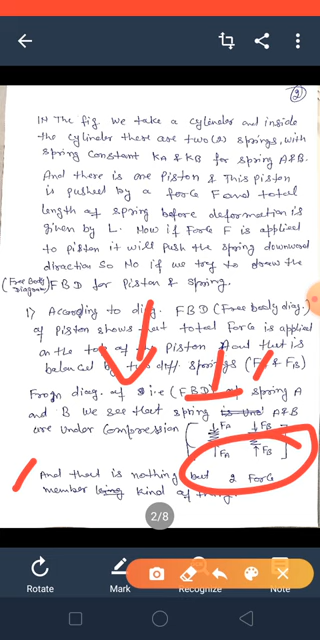 2
IN The fig. we take a cylinder and inside
the cylinder there are two (2) springs, with
spring constant KA & KB for spring A & B.
And there is one Piston & This piston
is pushed by a force F and total
length of spring before deformation is
given by L. Now if force F is applied
to piston it will push the spring downward
direction So No if we try to draw the
(Free Body Diagram) FBD for Piston & spring.
1) According to diag. FBD (Free body diag.)
of Piston shows that total force is applied
on the top of Piston A and that is
balanced by two springs (FA & FB)
From diag. of i.e (FBD) of spring A
and B we see that spring A & B
are under compression FA FB
FA FB
And that is nothing but 2 Force
member kind of
2/8
Rotate Mark Delete